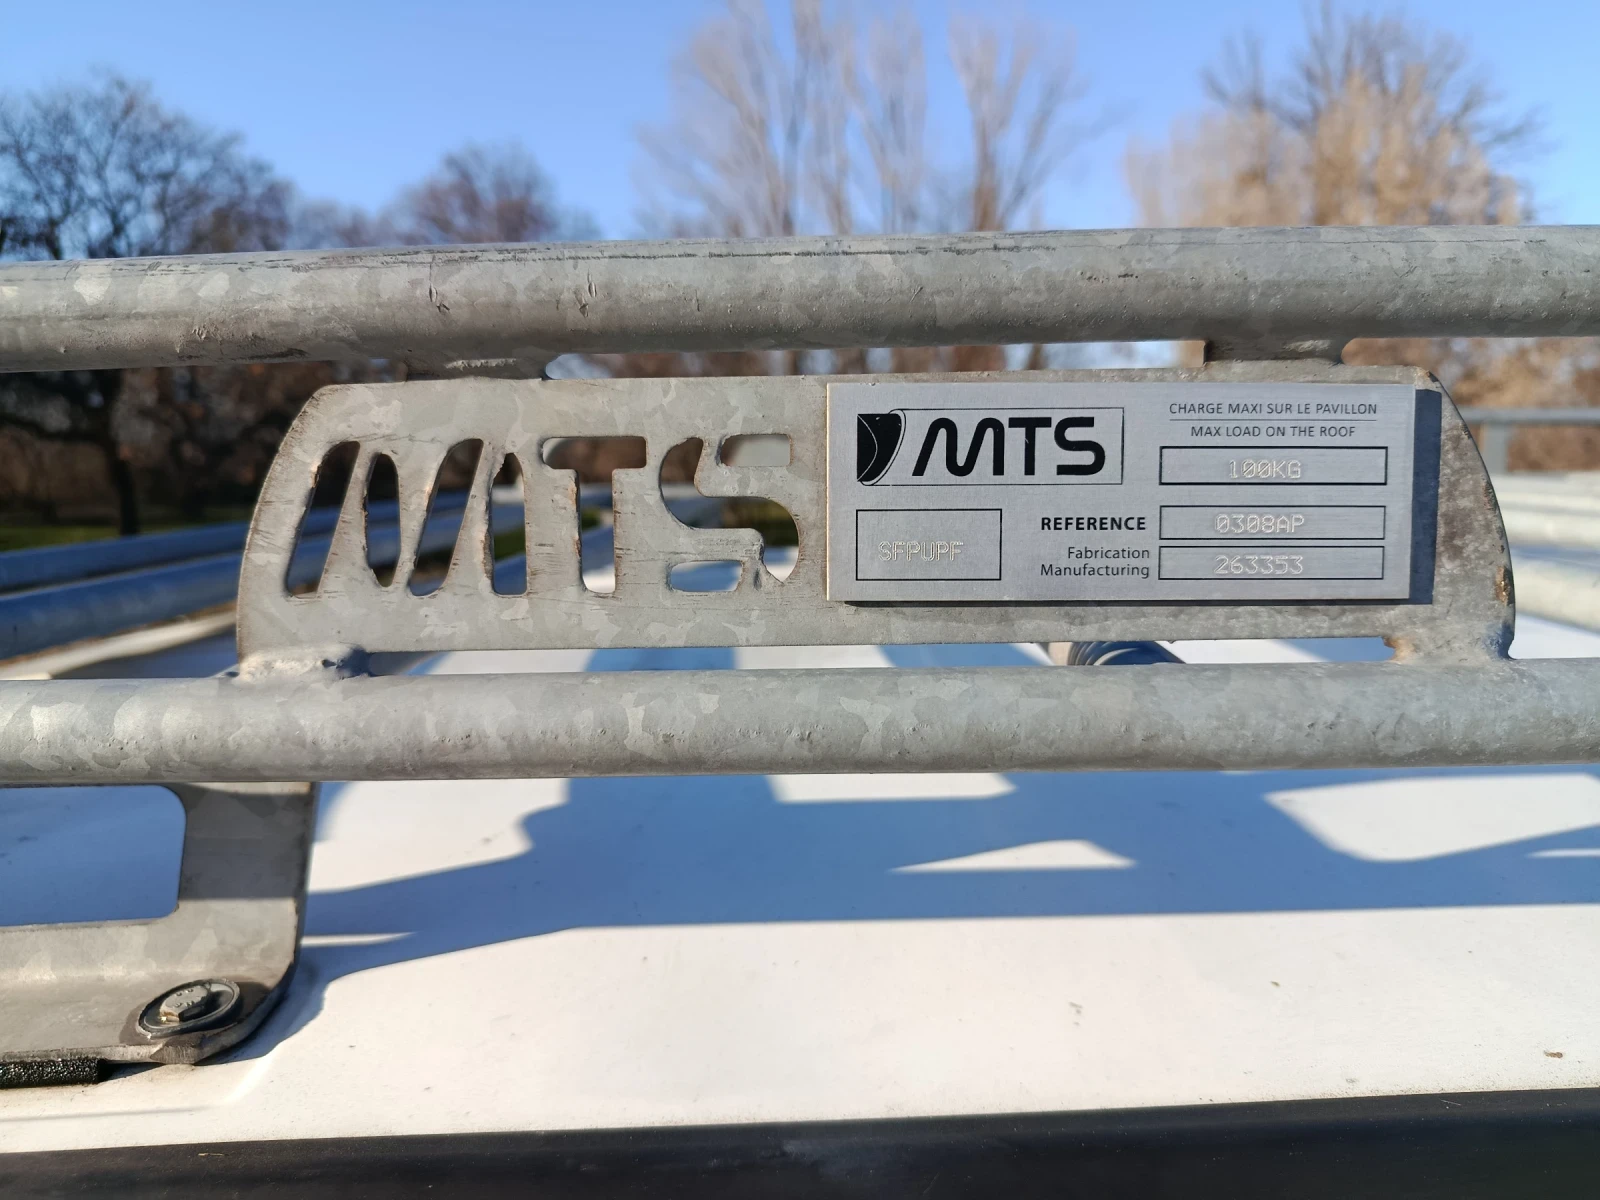 MTS
MTS
CHARGE MAXI SUR LE PAVILLON
MAX LOAD ON THE ROOF
100KG
SFPUPF
REFERENCE
0308AP
Fabrication
Manufacturing
263353